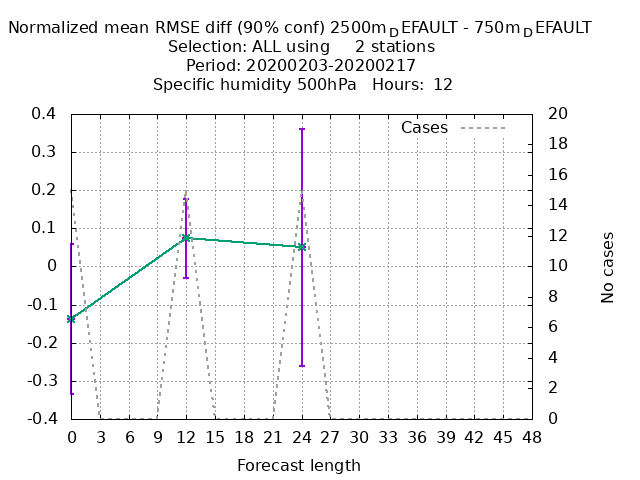 Normalized mean RMSE diff (90% conf) 2500mDEFAULT - 750mDEFAULT
Selection: ALL using 2 stations
Period: 20200203-20200217
Specific humidity 500hPa Hours: 12
Cases
0.4
0.3
0.2
0.1
0
-0.1
-0.2
-0.3
-0.4
20
18
16
14
12
10
8
6
4
2
0
No cases
0 3 6 9 12 15 18 21 24 27 30 33 36 39 42 45 48
Forecast length